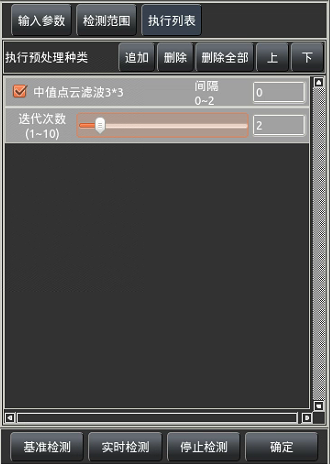 输入参数 检测范围 执行列表
执行预处理种类 追加 删除 删除全部 上 下
中值点云滤波3*3 间隔 0~2 0
迭代次数 (1~10) 2
基准检测 实时检测 停止检测 确定